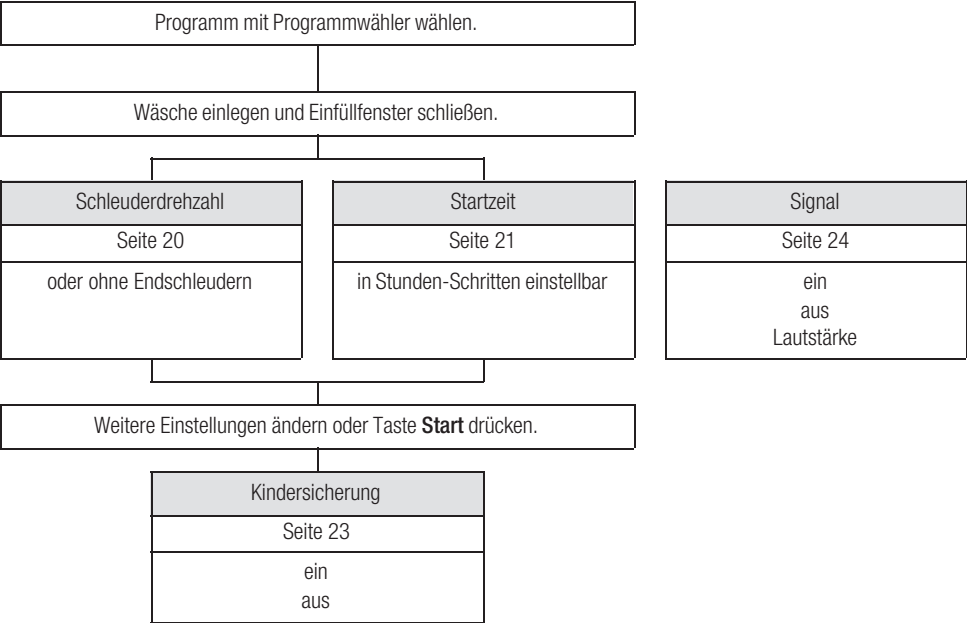 Programm mit Programmwähler wählen.
Wäsche einlegen und Einfüllfenster schließen.
Schleuderdrehzahl
Seite 20
oder ohne Endschleudern
Startzeit
Seite 21
in Stunden-Schritten einstellbar
Signal
Seite 24
ein
aus
Lautstärke
Weitere Einstellungen ändern oder Taste Start drücken.
Kindersicherung
Seite 23
ein
aus